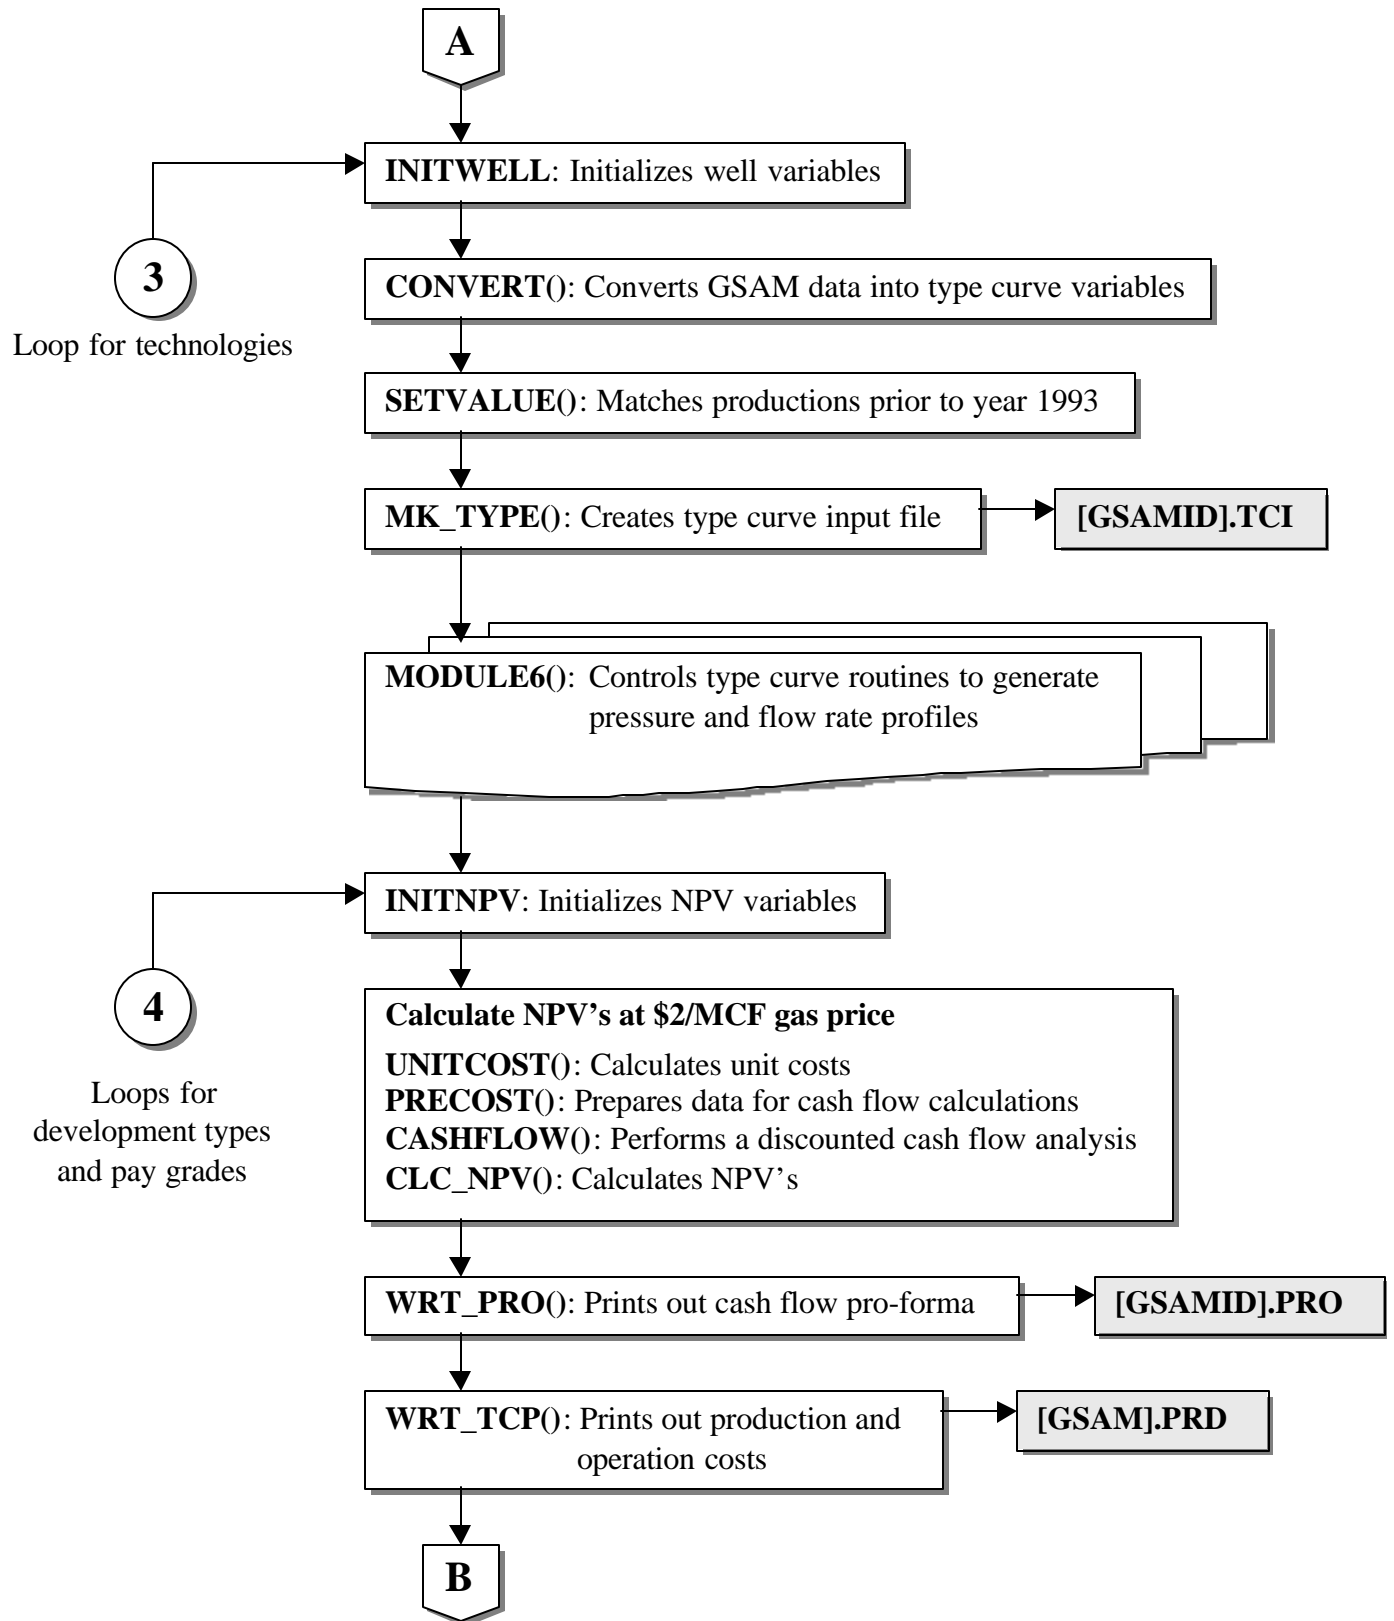 A
INITWELL: Initializes well variables
3
Loop for technologies
CONVERT(): Converts GSAM data into type curve variables
SETVALUE(): Matches productions prior to year 1993
MK_TYPE(): Creates type curve input file
[GSAMID].TCI
MODULE6(): Controls type curve routines to generate
pressure and flow rate profiles
INITNPV: Initializes NPV variables
4
Loops for
development types
and pay grades
Calculate NPV’s at $2/MCF gas price
UNITCOST(): Calculates unit costs
PRECOST(): Prepares data for cash flow calculations
CASHFLOW(): Performs a discounted cash flow analysis
CLC_NPV(): Calculates NPV’s
WRT_PRO(): Prints out cash flow pro-forma
[GSAMID].PRO
WRT_TCP(): Prints out production and
operation costs
[GSAM].PRD
B